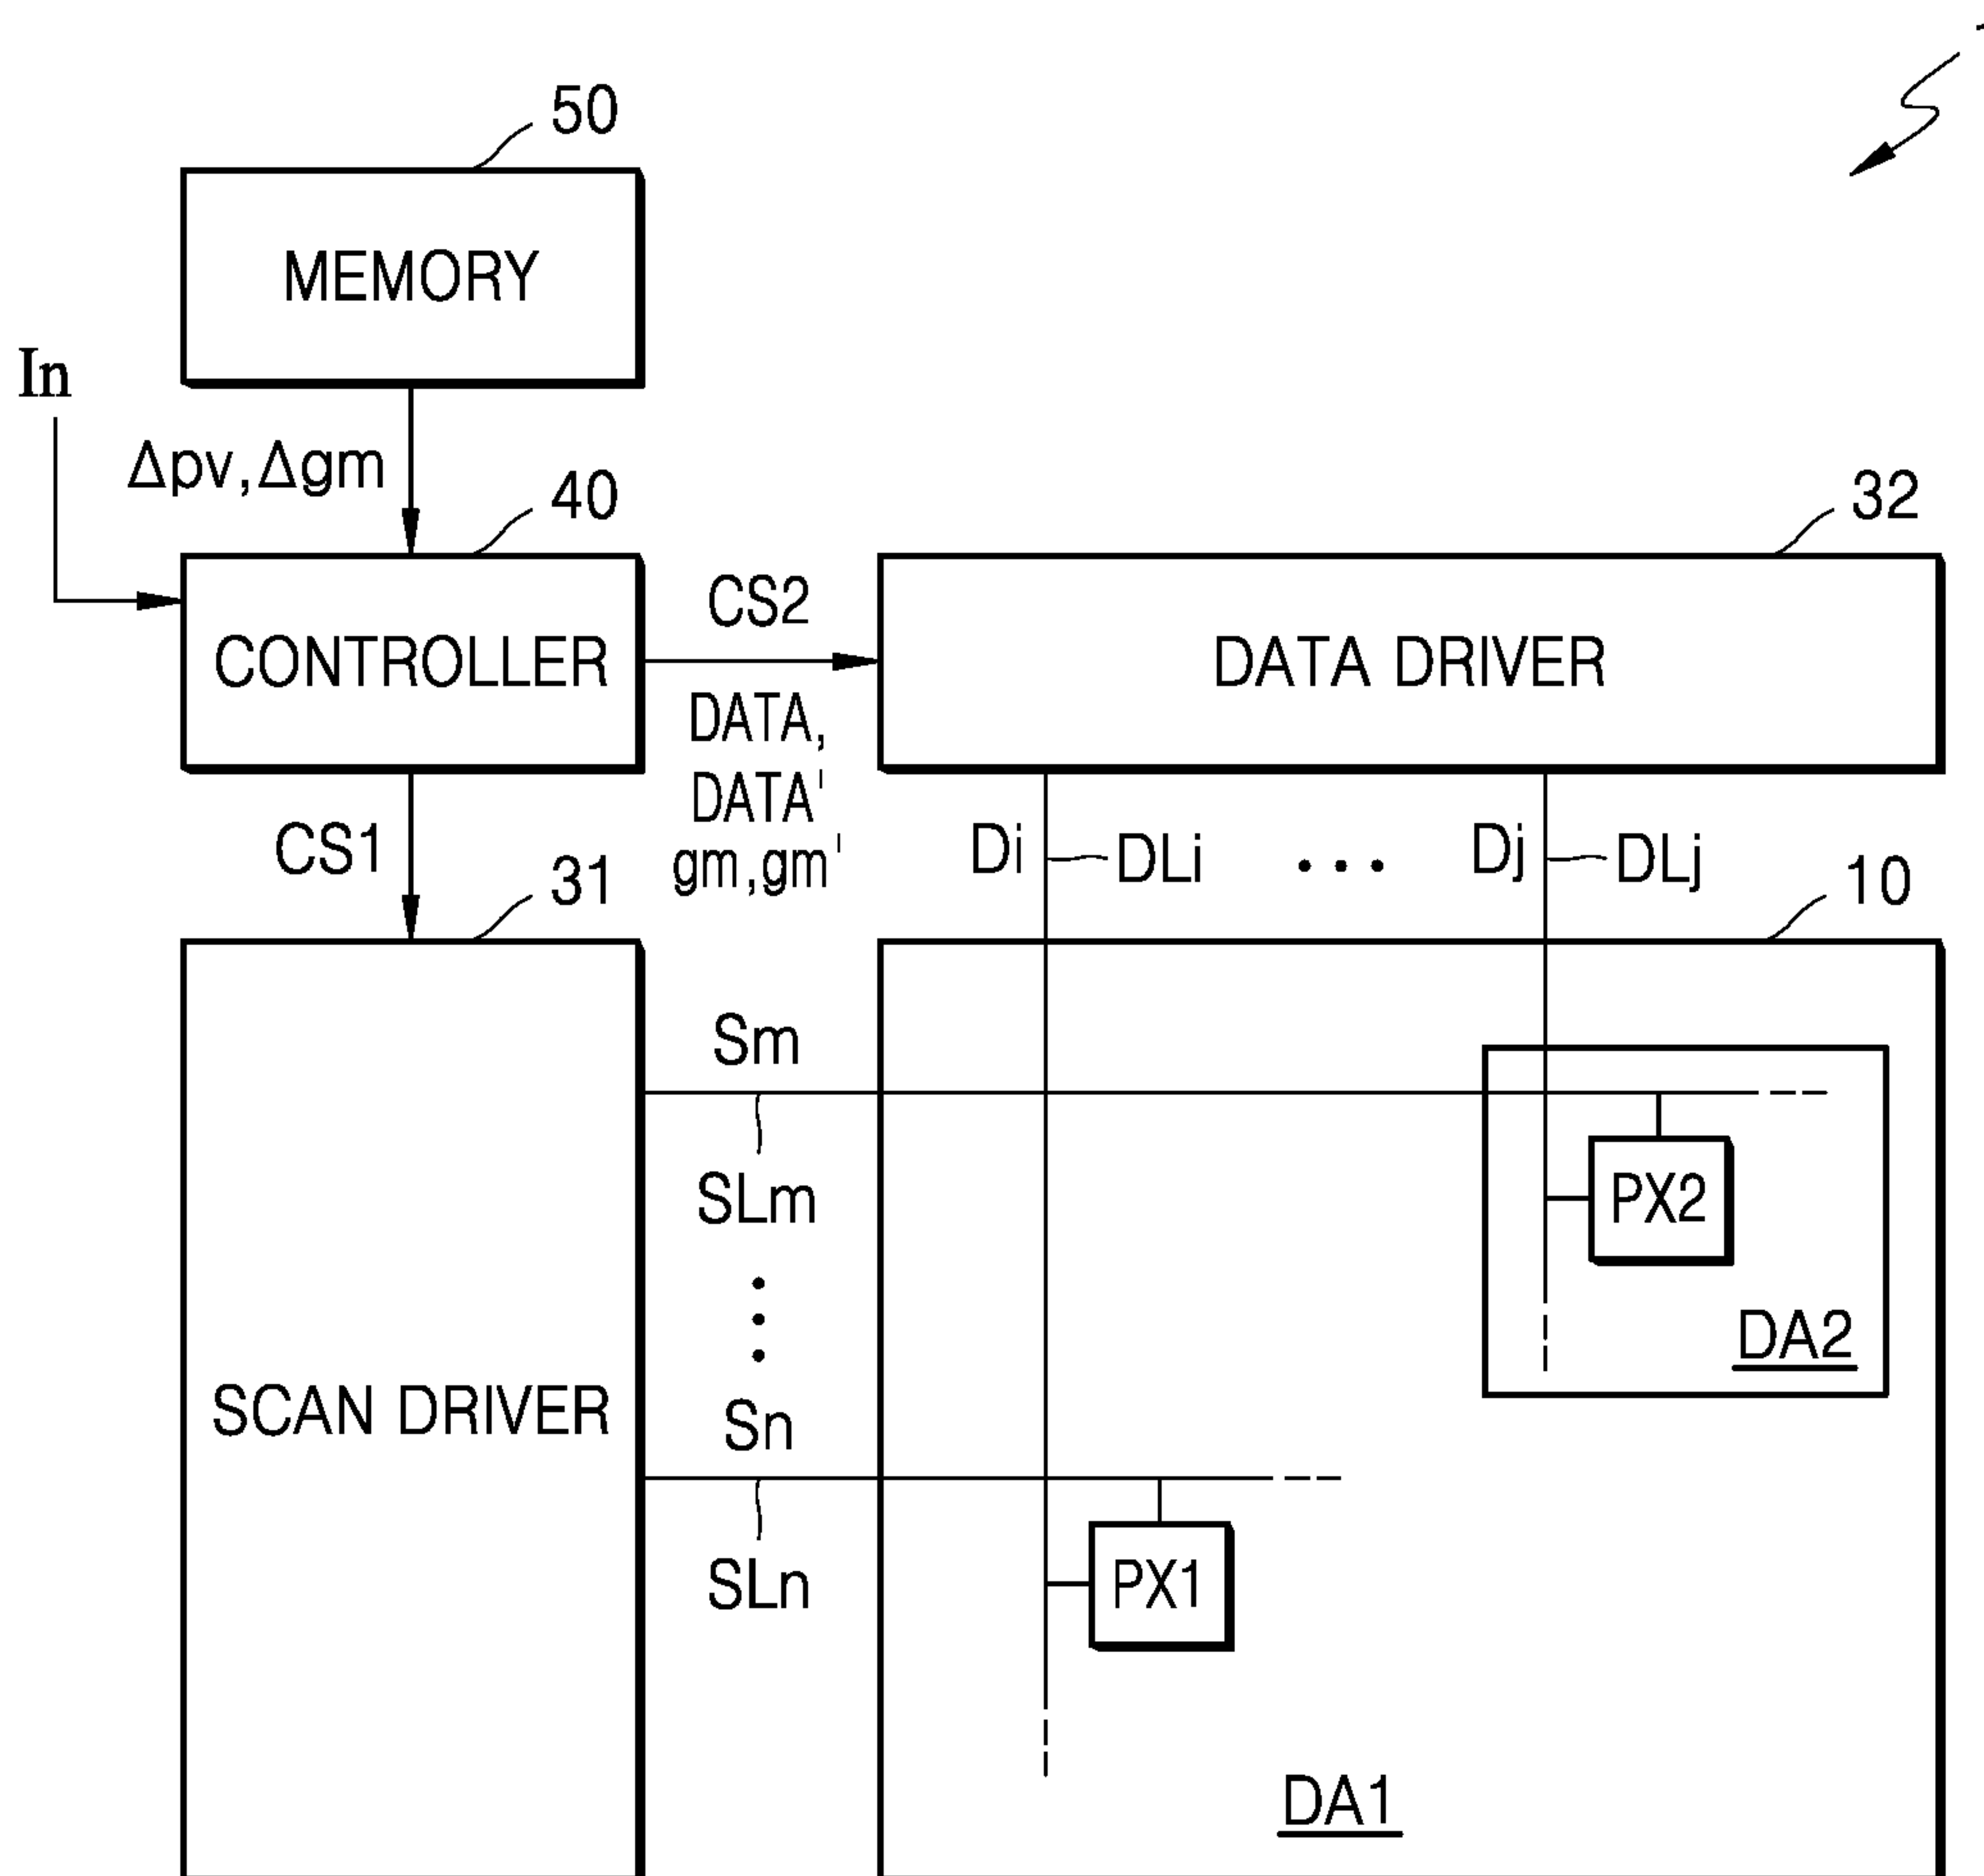 50
MEMORY
In
Δpv,Δgm
40
32
CONTROLLER
CS2
DATA DRIVER
DATA,
DATA'
gm,gm'
CS1
Di
DLi
Dj
DLj
31
10
SCAN DRIVER
Sm
SLm
PX2
DA2
Sn
SLn
PX1
DA1